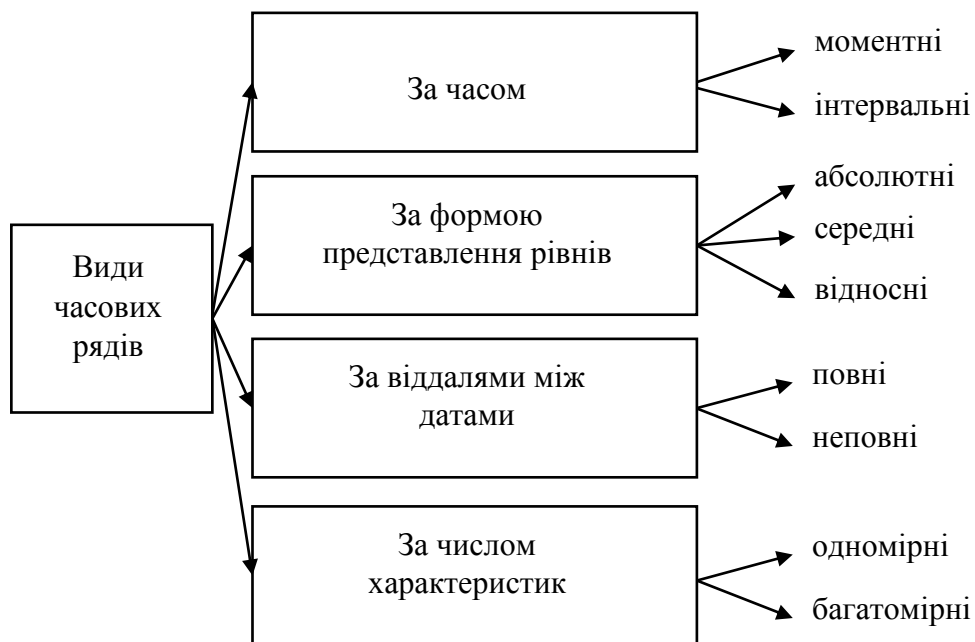 Види
часових
рядів
За часом
моментні
інтервальні
За формою
представлення рівнів
абсолютні
середні
відносні
За віддалями між
датами
повні
неповні
За числом
характеристик
одномірні
багатомірні